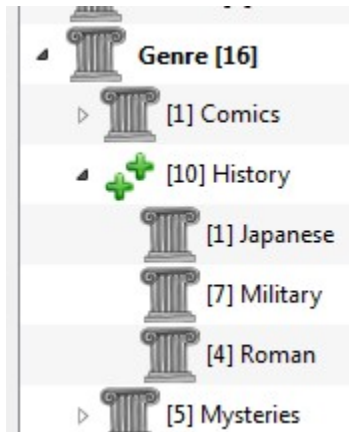 Genre [16]
[1] Comics
[10] History
[1] Japanese
[7] Military
[4] Roman
[5] Mysteries